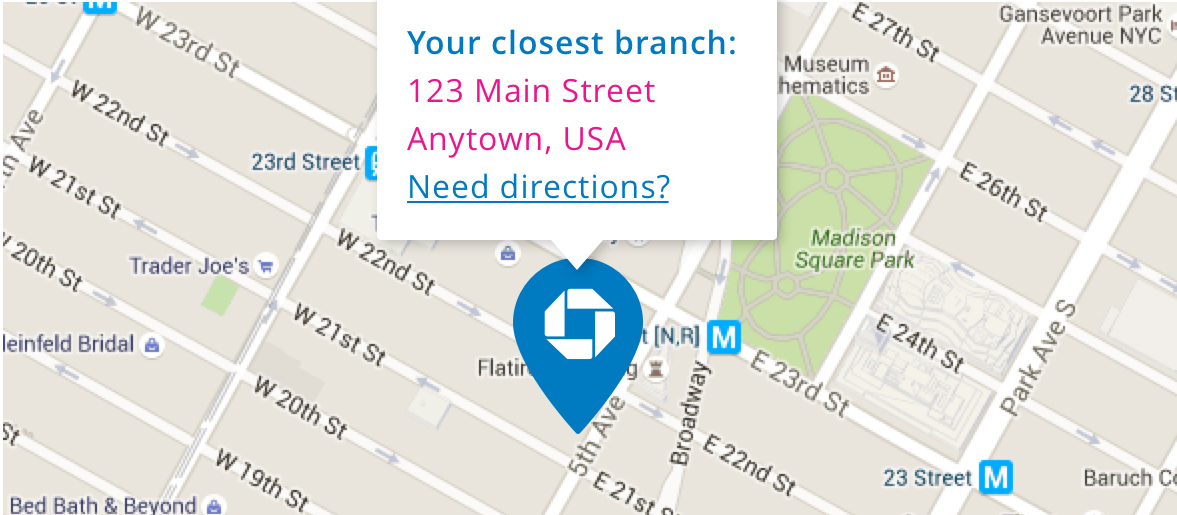 Your closest branch:
123 Main Street
Anytown, USA
Need directions?
W 23rd St
E 27th St
Gansevoort Park
Avenue NYC
Museum
28 St
W 22nd St
23rd Street
Ave
W 21st St
E 26th St
Madison
Square Park
W 20th St
Trader Joe's
W 22nd St
W 21st St
leinfeld Bridal
t [N,R]
M
E 24th St
Park Ave S
Flatir
g
E 23rd St
W 20th St
Broadway
5th Ave
St
E 22nd St
W 19th St
23 Street
M
Baruch Co
E 21st St
Bed Bath & Beyond